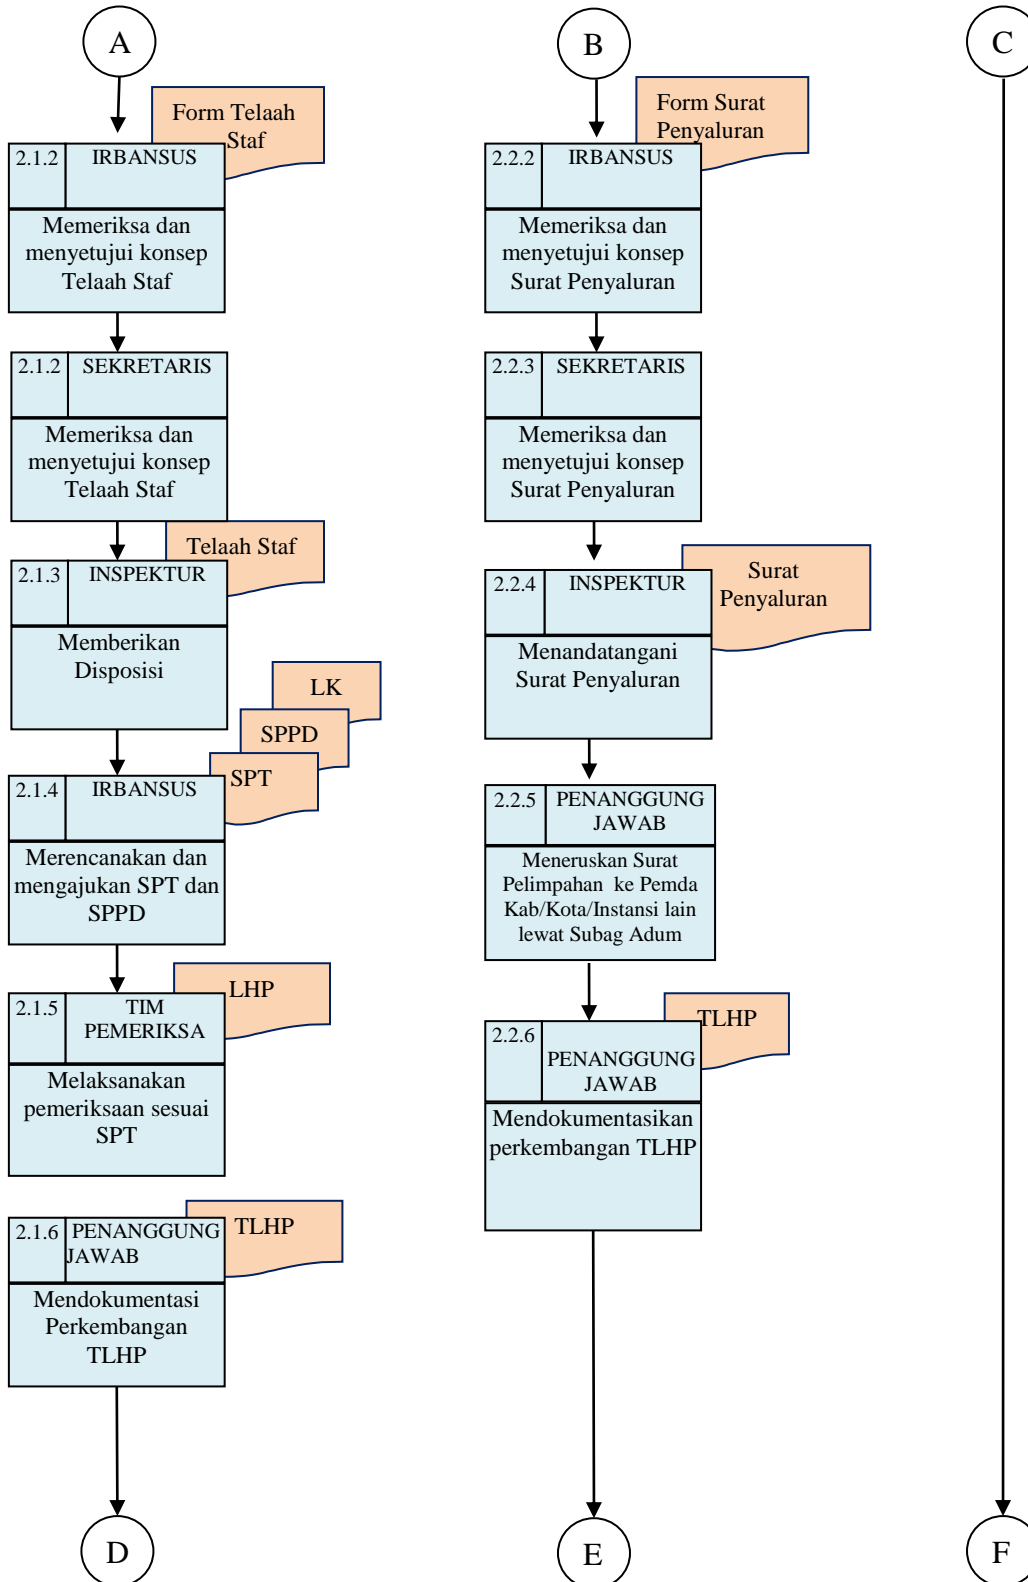 A
Form Telaah
Staf
2.1.2
IRBANSUS
Memeriksa dan
menyetujui konsep
Telaah Staf
2.1.2
SEKRETARIS
Memeriksa dan
menyetujui konsep
Telaah Staf
Telaah Staf
2.1.3
INSPEKTUR
Memberikan
Disposisi
LK
SPPD
SPT
2.1.4
IRBANSUS
Merencanakan dan
mengajukan SPT dan
SPPD
LHP
2.1.5
TIM
PEMERIKSA
Melaksanakan
pemeriksaan sesuai
SPT
TLHP
2.1.6
PENANGGUNG
JAWAB
Mendokumentasi
Perkembangan
TLHP
D
B
Form Surat
Penyaluran
2.2.2
IRBANSUS
Memeriksa dan
menyetujui konsep
Surat Penyaluran
2.2.3
SEKRETARIS
Memeriksa dan
menyetujui konsep
Surat Penyaluran
Surat
Penyaluran
2.2.4
INSPEKTUR
Menandatangani
Surat Penyaluran
2.2.5
PENANGGUNG
JAWAB
Meneruskan Surat
Pelimpahan ke Pemda
Kab/Kota/Instansi lain
lewat Subag Adum
TLHP
2.2.6
PENANGGUNG
JAWAB
Mendokumentasikan
perkembangan TLHP
E
C
F